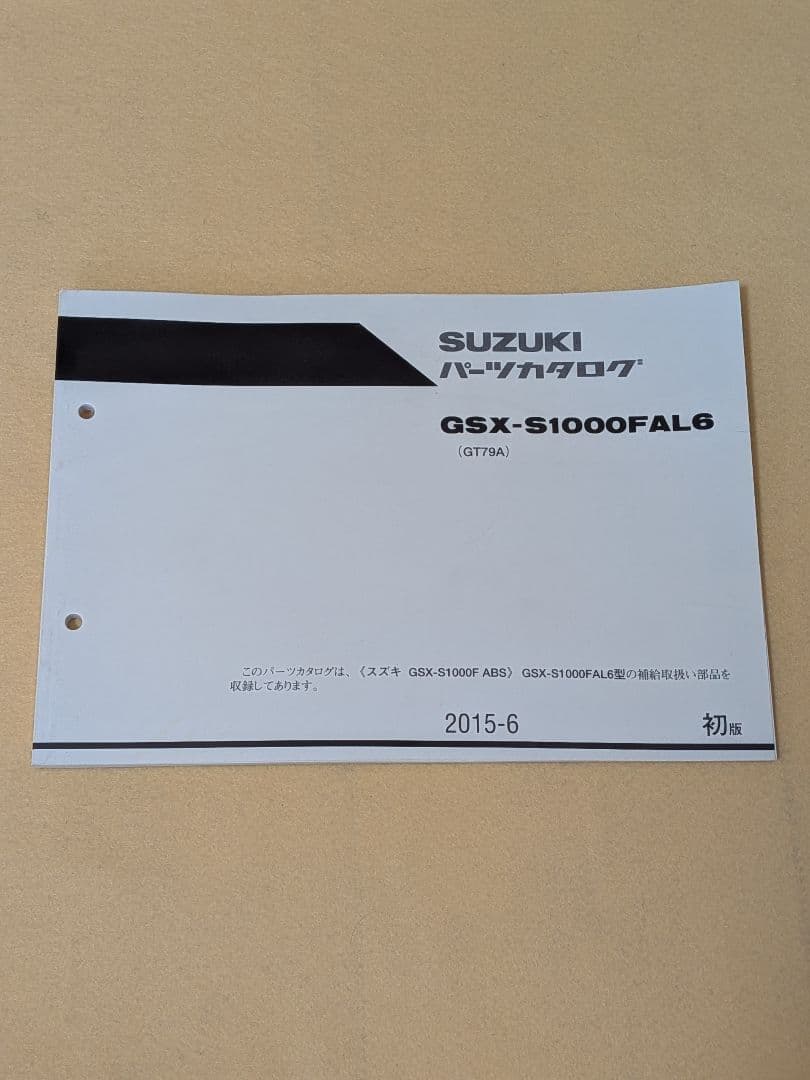 SUZUKI
パーツカタログ
GSX-S1000FAL6
(GT79A)
このパーツカタログは、《スズキ GSX-S1000F ABS》 GSX-S1000FAL6型の補給取扱い部品を
収録してあります。
2015-6 初版